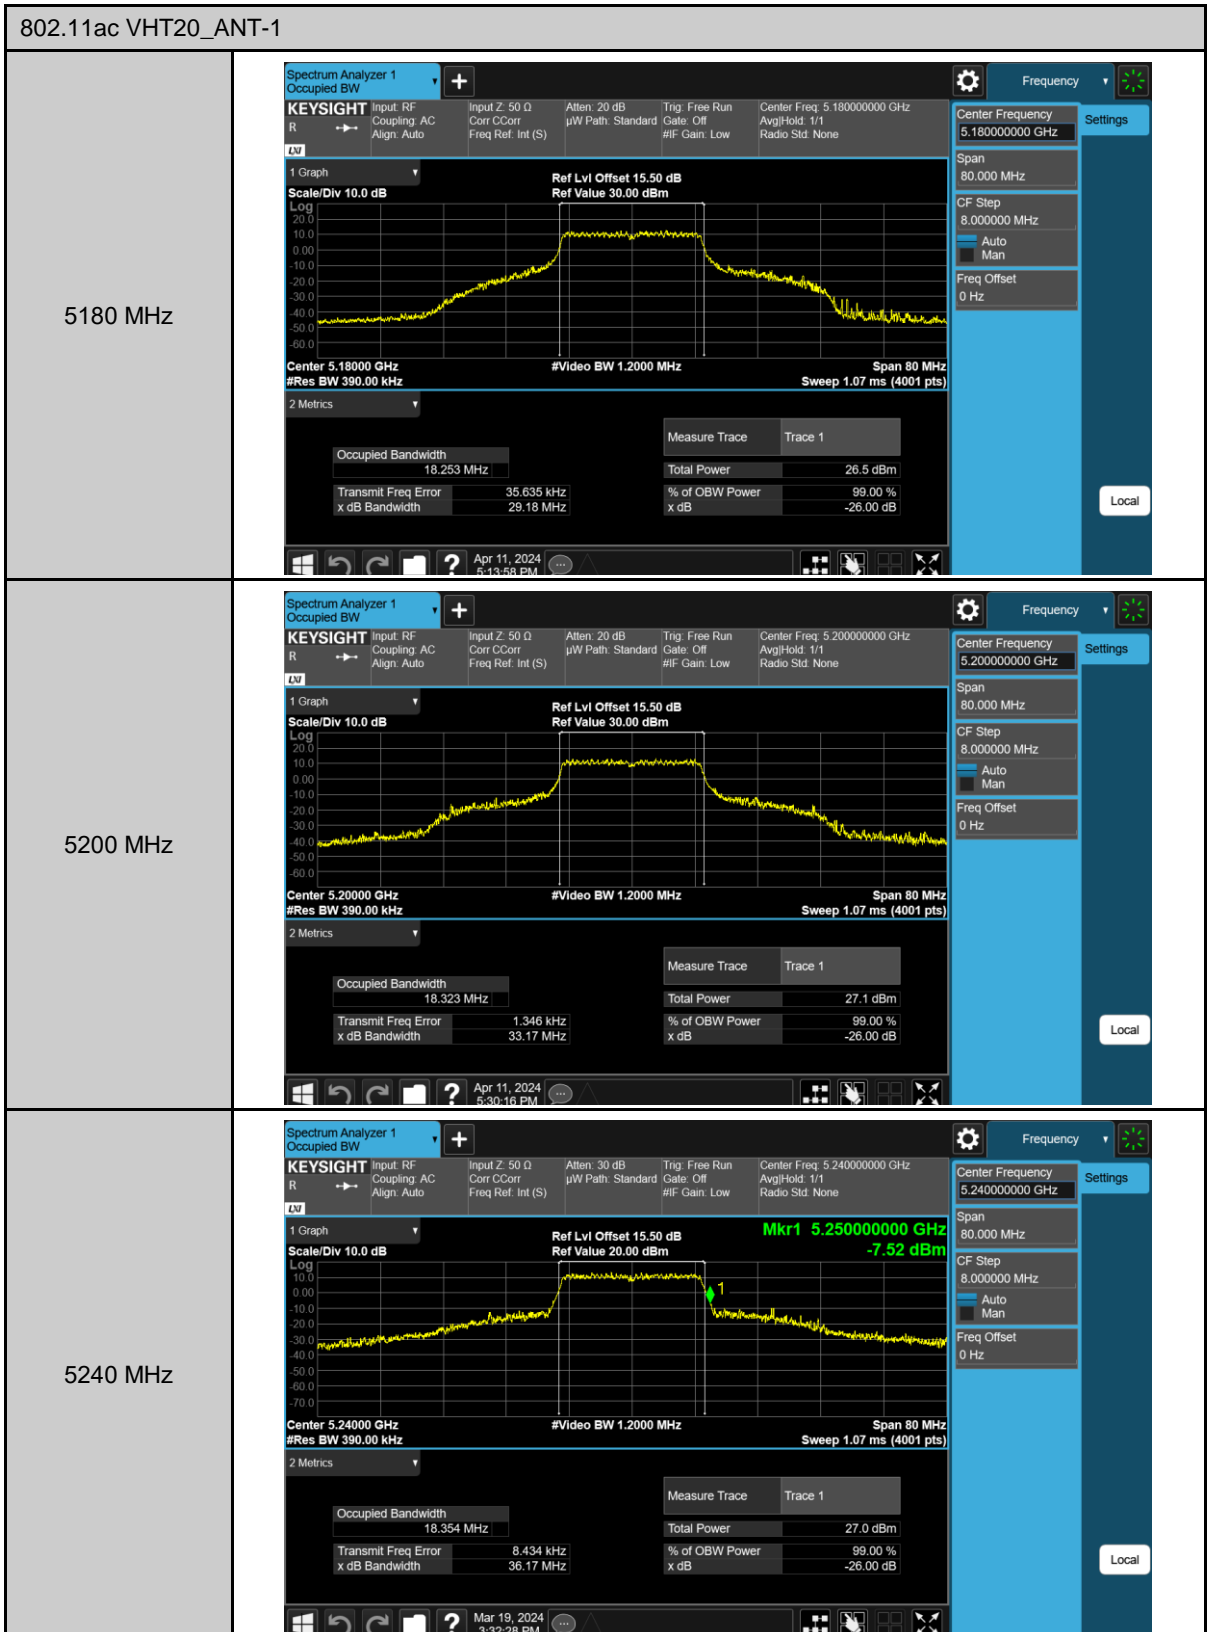 802.11ac VHT20_ANT-1
5180 MHz
Spectrum Analyzer 1
Occupied BW
+
Frequency
KEYSIGHT
R
LXI
Input: RF
Coupling: AC
Align: Auto
Input Z: 50 Ω
Corr CCorr
Freq Ref: Int (S)
Atten: 20 dB
µW Path: Standard
Trig: Free Run
Gate: Off
#IF Gain: Low
Center Freq: 5.180000000 GHz
Avg|Hold: 1/1
Radio Std: None
Center Frequency
5.180000000 GHz
Settings
Span
80.000 MHz
CF Step
8.000000 MHz
Auto
Man
Freq Offset
0 Hz
1 Graph
Scale/Div 10.0 dB
Ref Lvl Offset 15.50 dB
Ref Value 30.00 dBm
Log
20.0
10.0
0.00
-10.0
-20.0
-30.0
-40.0
-50.0
-60.0
Center 5.18000 GHz
#Video BW 1.2000 MHz
Span 80 MHz
#Res BW 390.00 kHz
Sweep 1.07 ms (4001 pts)
2 Metrics
Measure Trace Trace 1
Occupied Bandwidth
18.253 MHz
Total Power 26.5 dBm
Transmit Freq Error 35.635 kHz
% of OBW Power 99.00 %
x dB Bandwidth 29.18 MHz
x dB -26.00 dB
Local
?
Apr 11, 2024
5:13:58 PM
5200 MHz
Spectrum Analyzer 1
Occupied BW
+
Frequency
KEYSIGHT
R
LXI
Input: RF
Coupling: AC
Align: Auto
Input Z: 50 Ω
Corr CCorr
Freq Ref: Int (S)
Atten: 20 dB
µW Path: Standard
Trig: Free Run
Gate: Off
#IF Gain: Low
Center Freq: 5.200000000 GHz
Avg|Hold: 1/1
Radio Std: None
Center Frequency
5.200000000 GHz
Settings
Span
80.000 MHz
CF Step
8.000000 MHz
Auto
Man
Freq Offset
0 Hz
1 Graph
Scale/Div 10.0 dB
Ref Lvl Offset 15.50 dB
Ref Value 30.00 dBm
Log
20.0
10.0
0.00
-10.0
-20.0
-30.0
-40.0
-50.0
-60.0
Center 5.20000 GHz
#Video BW 1.2000 MHz
Span 80 MHz
#Res BW 390.00 kHz
Sweep 1.07 ms (4001 pts)
2 Metrics
Measure Trace Trace 1
Occupied Bandwidth
18.323 MHz
Total Power 27.1 dBm
Transmit Freq Error 1.346 kHz
% of OBW Power 99.00 %
x dB Bandwidth 33.17 MHz
x dB -26.00 dB
Local
?
Apr 11, 2024
5:30:16 PM
5240 MHz
Spectrum Analyzer 1
Occupied BW
+
Frequency
KEYSIGHT
R
LXI
Input: RF
Coupling: AC
Align: Auto
Input Z: 50 Ω
Corr CCorr
Freq Ref: Int (S)
Atten: 30 dB
µW Path: Standard
Trig: Free Run
Gate: Off
#IF Gain: Low
Center Freq: 5.240000000 GHz
Avg|Hold: 1/1
Radio Std: None
Center Frequency
5.240000000 GHz
Settings
Span
80.000 MHz
CF Step
8.000000 MHz
Auto
Man
Freq Offset
0 Hz
1 Graph
Scale/Div 10.0 dB
Ref Lvl Offset 15.50 dB
Ref Value 20.00 dBm
Mkr1 5.250000000 GHz
-7.52 dBm
Log
10.0
0.00
-10.0
-20.0
-30.0
-40.0
-50.0
-60.0
-70.0
1
Center 5.24000 GHz
#Video BW 1.2000 MHz
Span 80 MHz
#Res BW 390.00 kHz
Sweep 1.07 ms (4001 pts)
2 Metrics
Measure Trace Trace 1
Occupied Bandwidth
18.354 MHz
Total Power 27.0 dBm
Transmit Freq Error 8.434 kHz
% of OBW Power 99.00 %
x dB Bandwidth 36.17 MHz
x dB -26.00 dB
Local
?
Mar 19, 2024
3:32:28 PM